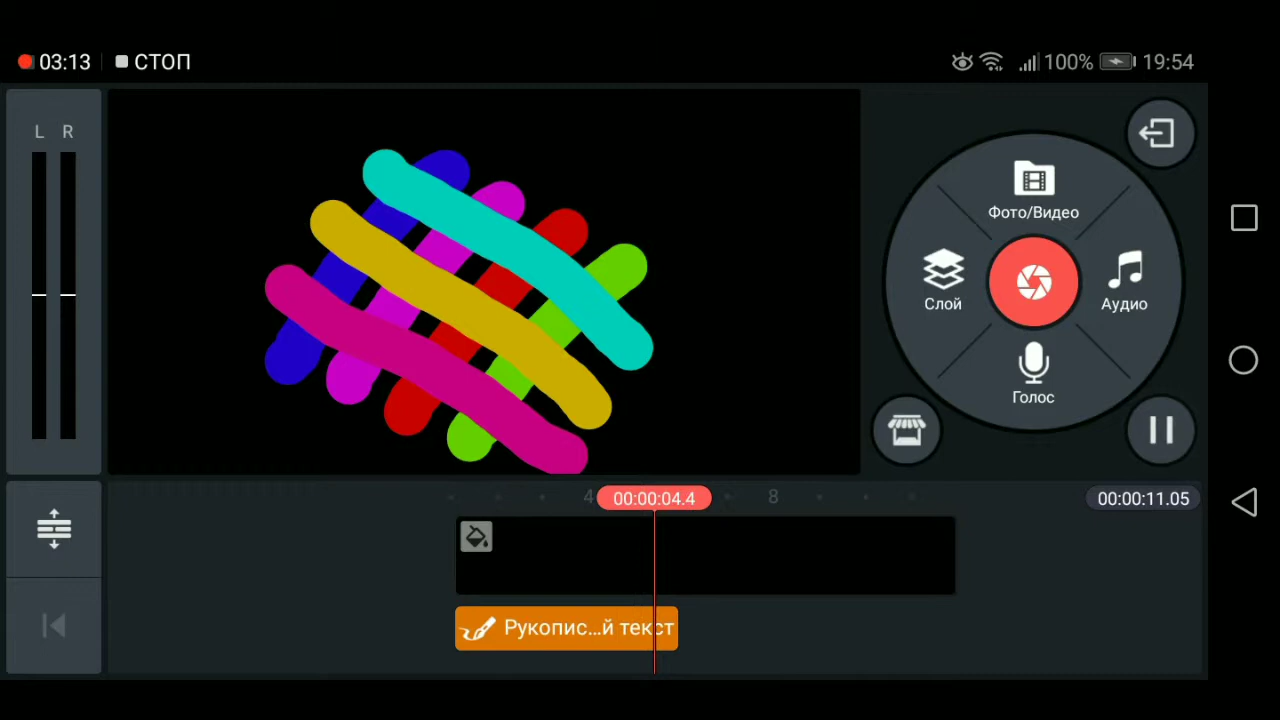 03:13 СТОП 100% 19:54
L R
Фото/Видео
Слой
Аудио
Голос
4 00:00:04.4 8 00:00:11.05
Рукопис...й текст